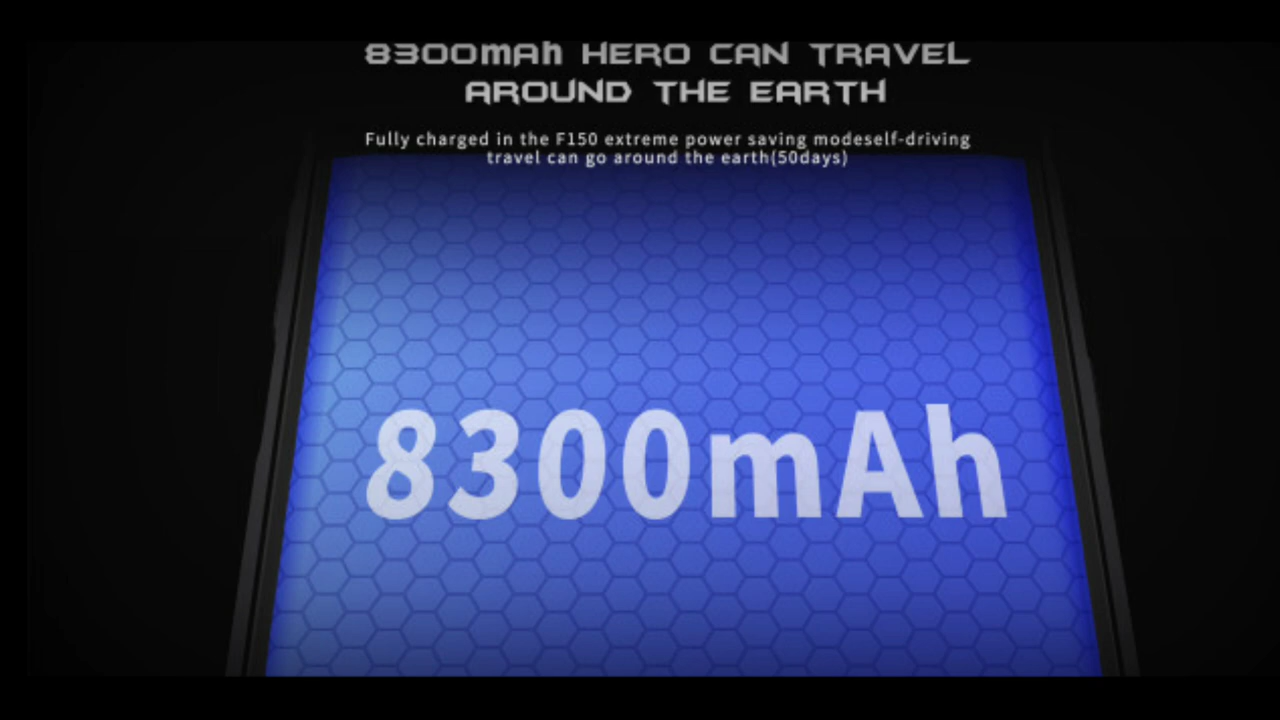 8300mAh HERO CAN TRAVEL
AROUND THE EARTH
Fully charged in the F150 extreme power saving modeself-driving
travel can go around the earth(50days)
8300mAh